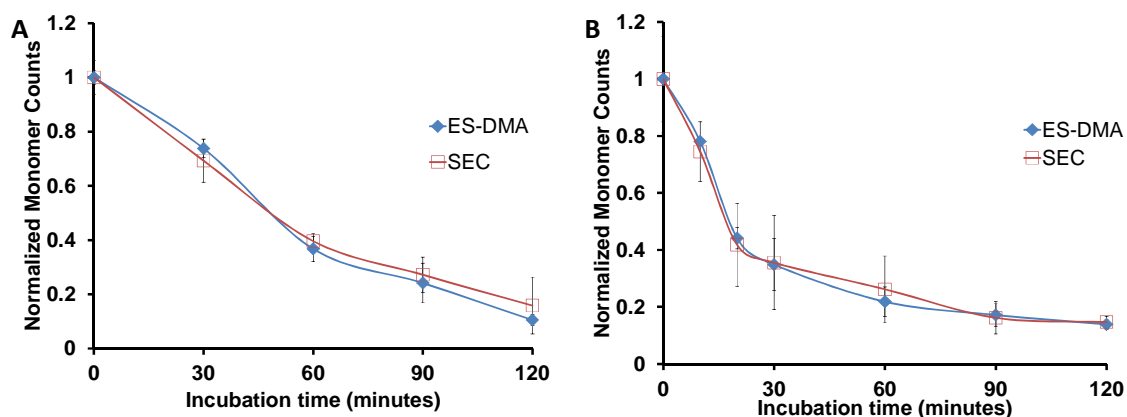 A
Normalized Monomer Counts
1.2
1
0.8
0.6
0.4
0.2
0
0
30
60
90
120
Incubation time (minutes)
ES-DMA
SEC
B
Normalized Monomer Counts
1.2
1
0.8
0.6
0.4
0.2
0
0
30
60
90
120
Incubation time (minutes)
ES-DMA
SEC